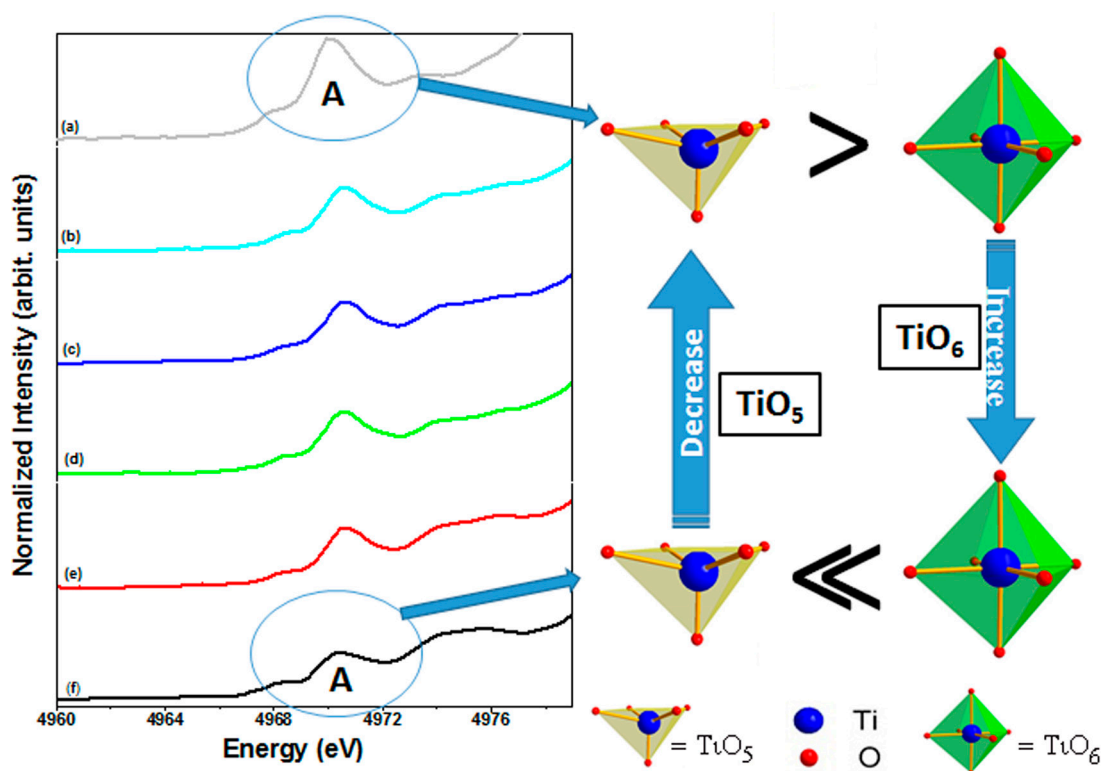 Normalized Intensity (arbit. units)
A
(a)
(b)
(c)
(d)
(e)
(f)
A
4960 4964 4968 4972 4976
Energy (eV)
>
Decrease
TiO5
TiO6
Increase
<<
= TiO5
Ti
O
= TiO6